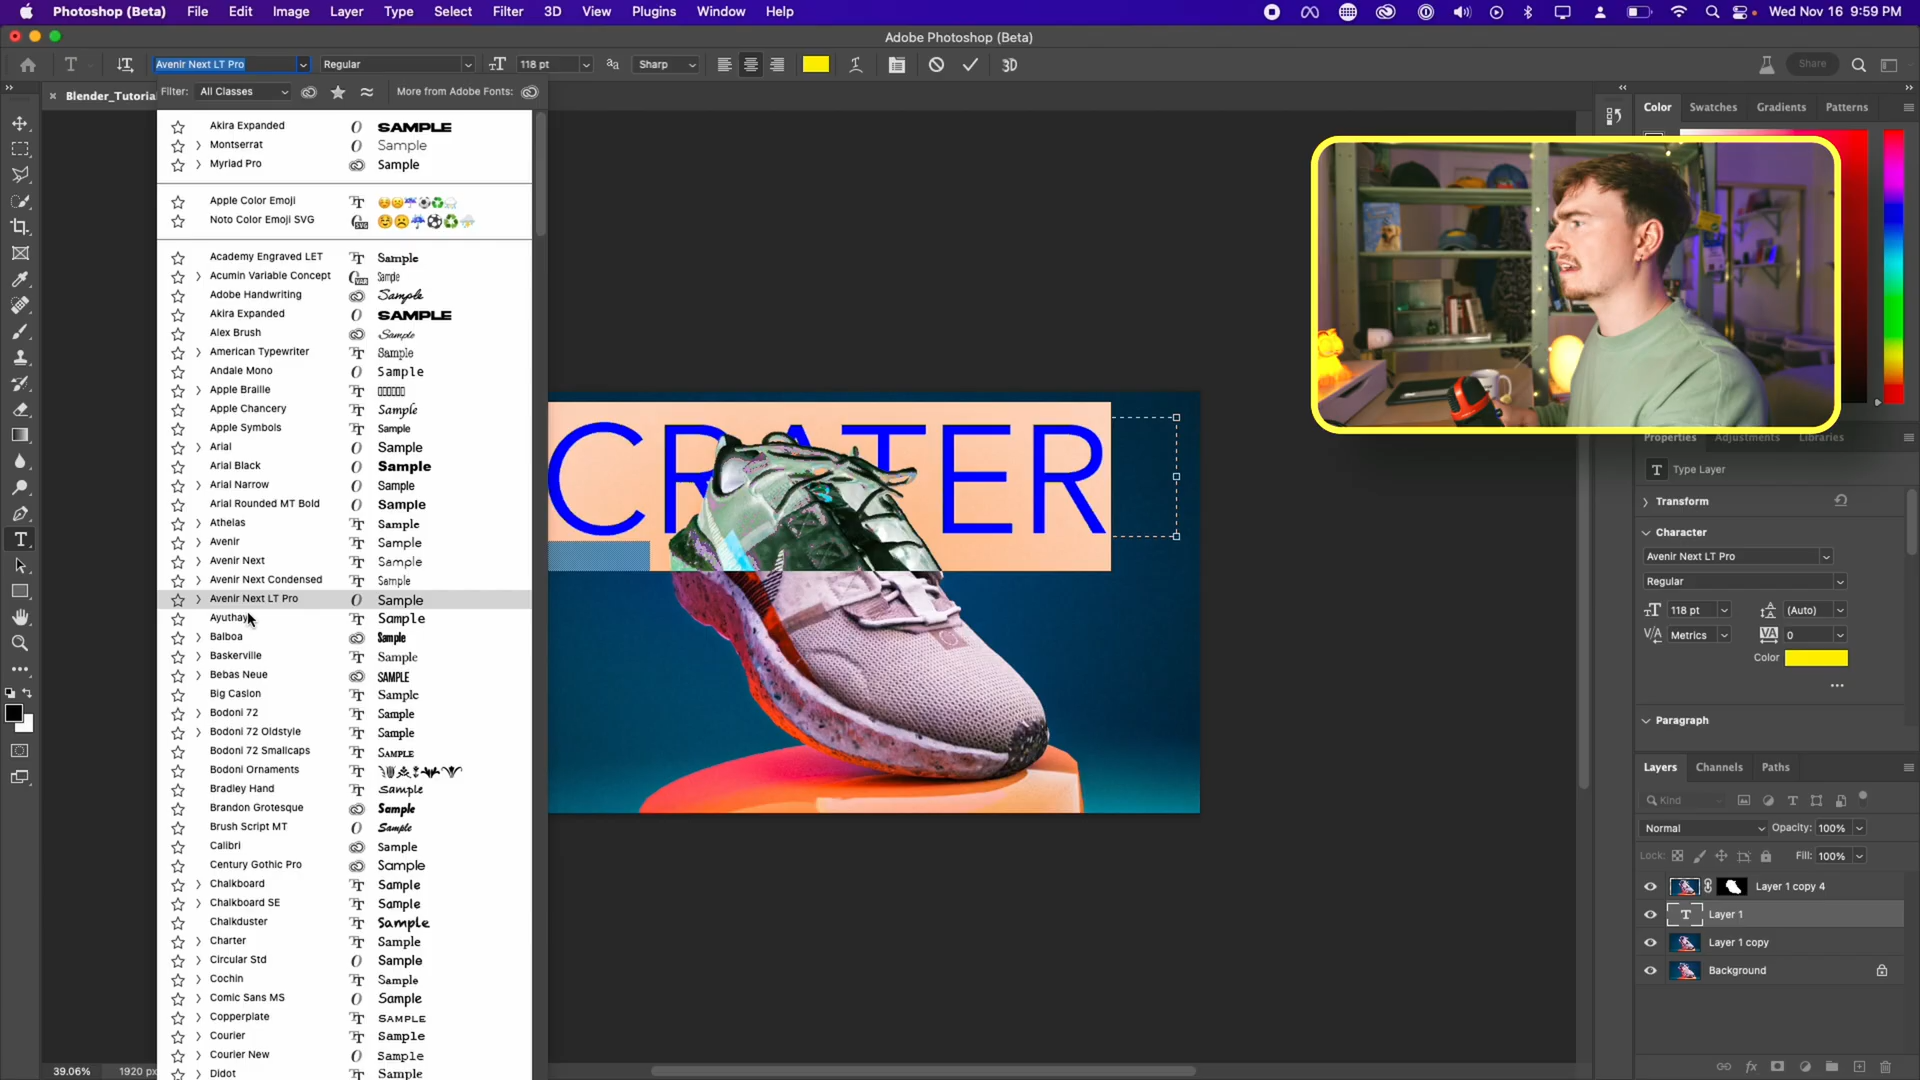 Photoshop (Beta) File Edit Image Layer Type Select Filter 3D View Plugins Window Help Wed Nov 16 9:59 PM
Adobe Photoshop (Beta)
Avenir Next LT Pro Regular 118 pt Sharp 3D Share
Blender_Tutorial
Filter: All Classes More from Adobe Fonts:
Akira Expanded SAMPLE
Montserrat Sample
Myriad Pro Sample
Apple Color Emoji
Noto Color Emoji SVG
Academy Engraved LET Sample
Acumin Variable Concept Sample
Adobe Handwriting Sample
Akira Expanded SAMPLE
Alex Brush Sample
American Typewriter Sample
Andale Mono Sample
Apple Braille
Apple Chancery Sample
Apple Symbols Sample
Arial Sample
Arial Black Sample
Arial Narrow Sample
Arial Rounded MT Bold Sample
Athelas Sample
Avenir Sample
Avenir Next Sample
Avenir Next Condensed Sample
Avenir Next LT Pro Sample
Ayuthay Sample
Balboa Sample
Baskerville Sample
Bebas Neue SAMPLE
Big Caslon Sample
Bodoni 72 Sample
Bodoni 72 Oldstyle Sample
Bodoni 72 Smallcaps SAMPLE
Bodoni Ornaments
Bradley Hand Sample
Brandon Grotesque Sample
Brush Script MT Sample
Calibri Sample
Century Gothic Pro Sample
Chalkboard Sample
Chalkboard SE Sample
Chalkduster Sample
Charter Sample
Circular Std Sample
Cochin Sample
Comic Sans MS Sample
Copperplate SAMPLE
Courier Sample
Courier New Sample
Didot Sample
CRATER
39.06% 1920 px
Color Swatches Gradients Patterns
Properties Adjustments Libraries
Type Layer
Transform
Character
Avenir Next LT Pro
Regular
118 pt (Auto)
Metrics 0
Color
Paragraph
Layers Channels Paths
Kind
Normal Opacity: 100%
Lock: Fill: 100%
Layer 1 copy 4
Layer 1
Layer 1 copy
Background